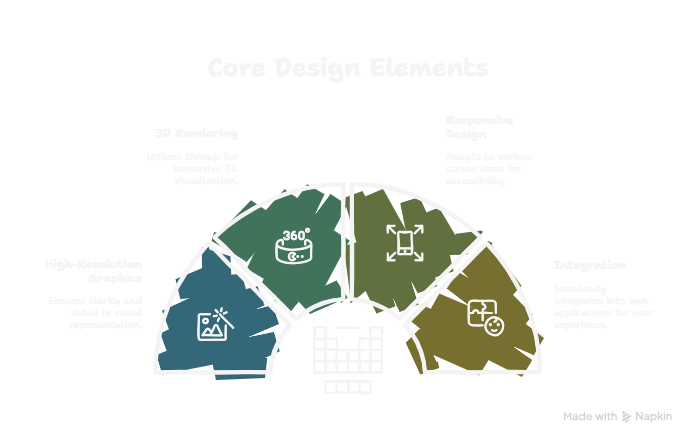 Core Design Elements
3D Rendering
Utilizes three.js for
immersive 3D
visualization.
Responsive
Design
Adapts to various
screen sizes for
accessibility.
High-Resolution
Graphics
Ensures clarity and
detail in visual
representation.
Integration
Seamlessly
integrates into web
applications for user
experience.
360°
Made with Napkin